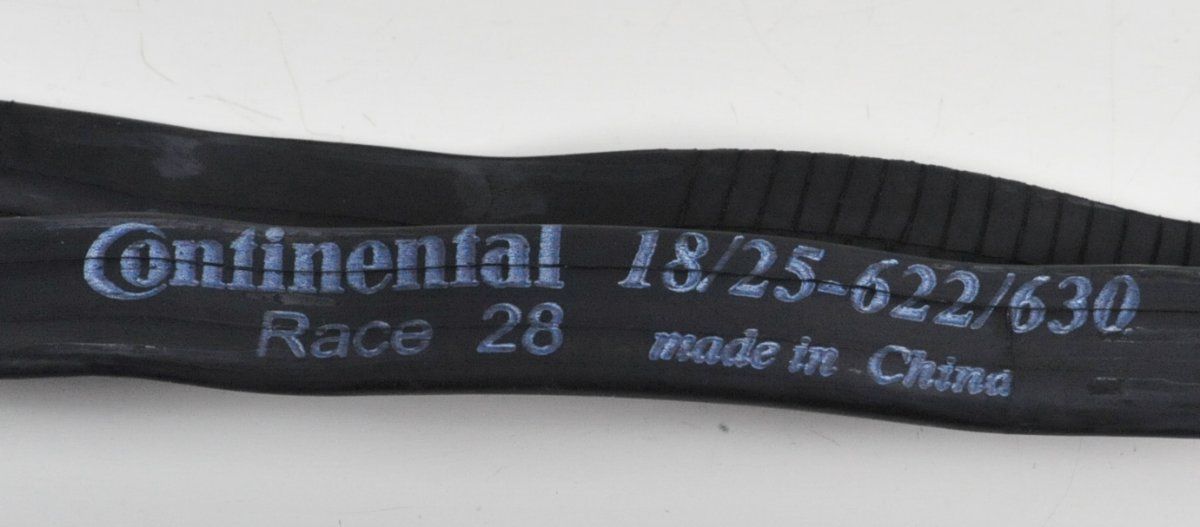 Continental 18/25-622/630
Race 28 made in China